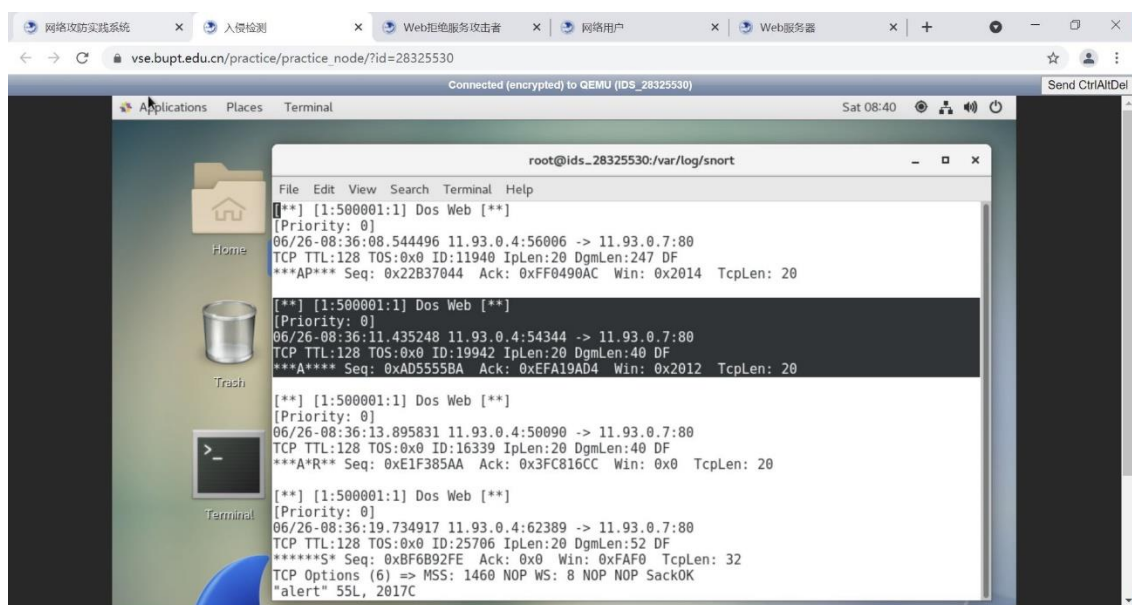 网络攻防实践系统
入侵检测
Web拒绝服务攻击者
网络用户
Web服务器
vse.bupt.edu.cn/practice/practice_node/?id=28325530
Connected (encrypted) to QEMU (IDS_28325530)
Send CtrlAltDel
Applications Places Terminal
Sat 08:40
root@ids_28325530:/var/log/snort
File Edit View Search Terminal Help
[**] [1:500001:1] Dos Web [**]
[Priority: 0]
06/26-08:36:08.544496 11.93.0.4:56006 -> 11.93.0.7:80
TCP TTL:128 TOS:0x0 ID:11940 IpLen:20 DgmLen:247 DF
***AP*** Seq: 0x22B37044 Ack: 0xFF0490AC Win: 0x2014 TcpLen: 20
[**] [1:500001:1] Dos Web [**]
[Priority: 0]
06/26-08:36:11.435248 11.93.0.4:54344 -> 11.93.0.7:80
TCP TTL:128 TOS:0x0 ID:19942 IpLen:20 DgmLen:40 DF
***A**** Seq: 0xAD5555BA Ack: 0xEFA19AD4 Win: 0x2012 TcpLen: 20
[**] [1:500001:1] Dos Web [**]
[Priority: 0]
06/26-08:36:13.895831 11.93.0.4:50090 -> 11.93.0.7:80
TCP TTL:128 TOS:0x0 ID:16339 IpLen:20 DgmLen:40 DF
***A*R** Seq: 0xE1F385AA Ack: 0x3FC816CC Win: 0x0 TcpLen: 20
[**] [1:500001:1] Dos Web [**]
[Priority: 0]
06/26-08:36:19.734917 11.93.0.4:62389 -> 11.93.0.7:80
TCP TTL:128 TOS:0x0 ID:25706 IpLen:20 DgmLen:52 DF
******S* Seq: 0xBF6B92FE Ack: 0x0 Win: 0xFAF0 TcpLen: 32
TCP Options (6) => MSS: 1460 NOP WS: 8 NOP NOP SackOK
"alert" 55L, 2017C
Home
Trash
Terminal